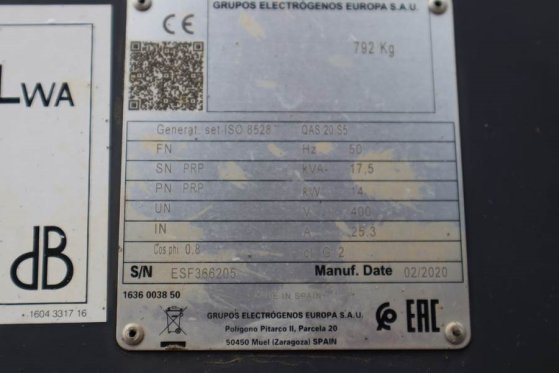 LWA
dB
1604 3317 16
GRUPOS ELECTRÓGENOS EUROPA S.A.U.
CE
792 Kg
Generat. set ISO 8528 QAS 20 S5
FN Hz 50
SN PRP kVA 17,5
PN PRP kW 14
UN V 400
IN A 25.3
Cos phi 0.8 G 2
S/N ESF366205 Manuf. Date 02/2020
1636 0038 50
MADE IN SPAIN
GRUPOS ELECTRÓGENOS EUROPA S.A.U.
Polígono Pitarco II, Parcela 20
50450 Muel (Zaragoza) SPAIN
EAC